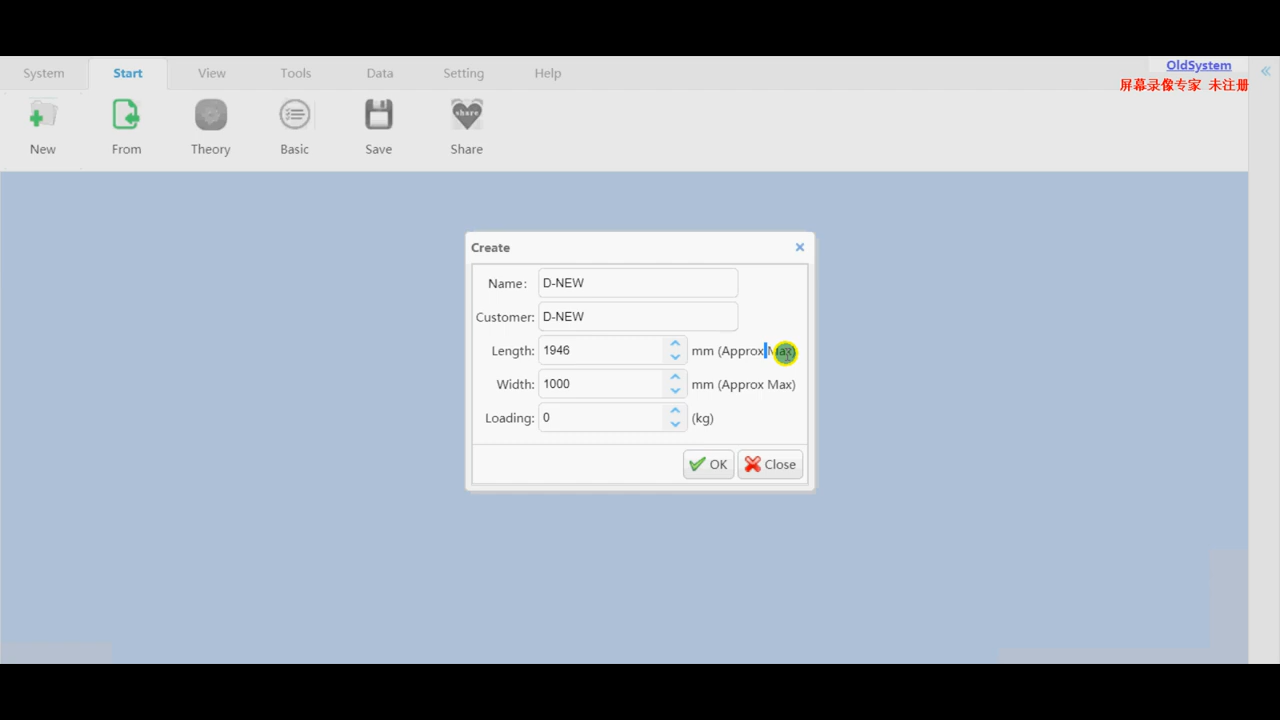 System Start View Tools Data Setting Help OldSystem
屏幕录像专家 未注册
New From Theory Basic Save Share
Create
Name: D-NEW
Customer: D-NEW
Length: 1946 mm (Approx Max)
Width: 1000 mm (Approx Max)
Loading: 0 (kg)
OK Close